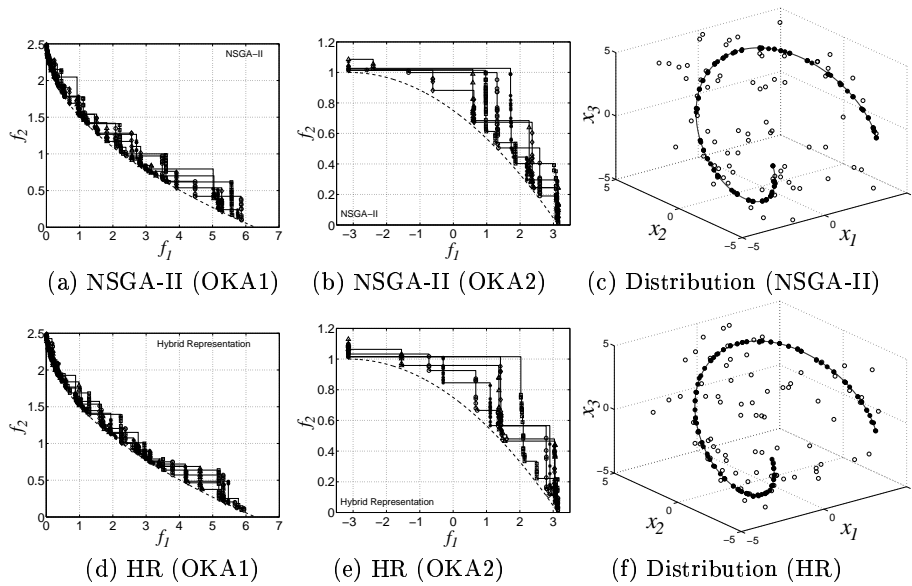 NSGA−II
f2
2.5
2
1.5
1
0.5
0
0 1 2 3 4 5 6 7
f1
(a) NSGA-II (OKA1)
f2
1.2
1
0.8
0.6
0.4
0.2
0
−3 −2 −1 0 1 2 3
NSGA−II
f1
(b) NSGA-II (OKA2)
x3
5
0
−5
5
0
−5
x2
−5
0
5
x1
(c) Distribution (NSGA-II)
Hybrid Representation
f2
2.5
2
1.5
1
0.5
0
0 1 2 3 4 5 6 7
f1
(d) HR (OKA1)
f2
1.2
1
0.8
0.6
0.4
0.2
0
−3 −2 −1 0 1 2 3
Hybrid Representation
f1
(e) HR (OKA2)
x3
5
0
−5
5
0
−5
x2
−5
0
5
x1
(f) Distribution (HR)